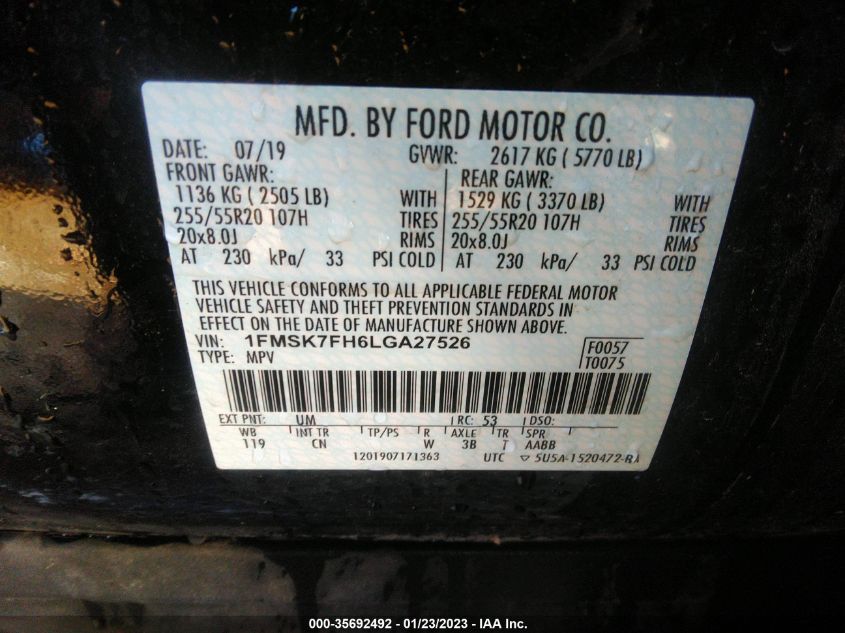 MFD. BY FORD MOTOR CO.
DATE: 07/19 GVWR: 2617 KG ( 5770 LB)
FRONT GAWR: REAR GAWR:
1136 KG ( 2505 LB) WITH 1529 KG ( 3370 LB) WITH
255/55R20 107H TIRES 255/55R20 107H TIRES
20x8.0J RIMS 20x8.0J RIMS
AT 230 kPa/ 33 PSI COLD AT 230 kPa/ 33 PSI COLD
THIS VEHICLE CONFORMS TO ALL APPLICABLE FEDERAL MOTOR
VEHICLE SAFETY AND THEFT PREVENTION STANDARDS IN
EFFECT ON THE DATE OF MANUFACTURE SHOWN ABOVE.
VIN: 1FMSK7FH6LGA27526 F0057
TYPE: MPV T0075
EXT PNT: UM RC: 53 DSO:
WB INT TR TP/PS R AXLE TR SPR
119 CN W 3B T AABB
1201907171363 UTC ▽ 5U5A-1520472-BA
000-35692492 - 01/23/2023 - IAA Inc.